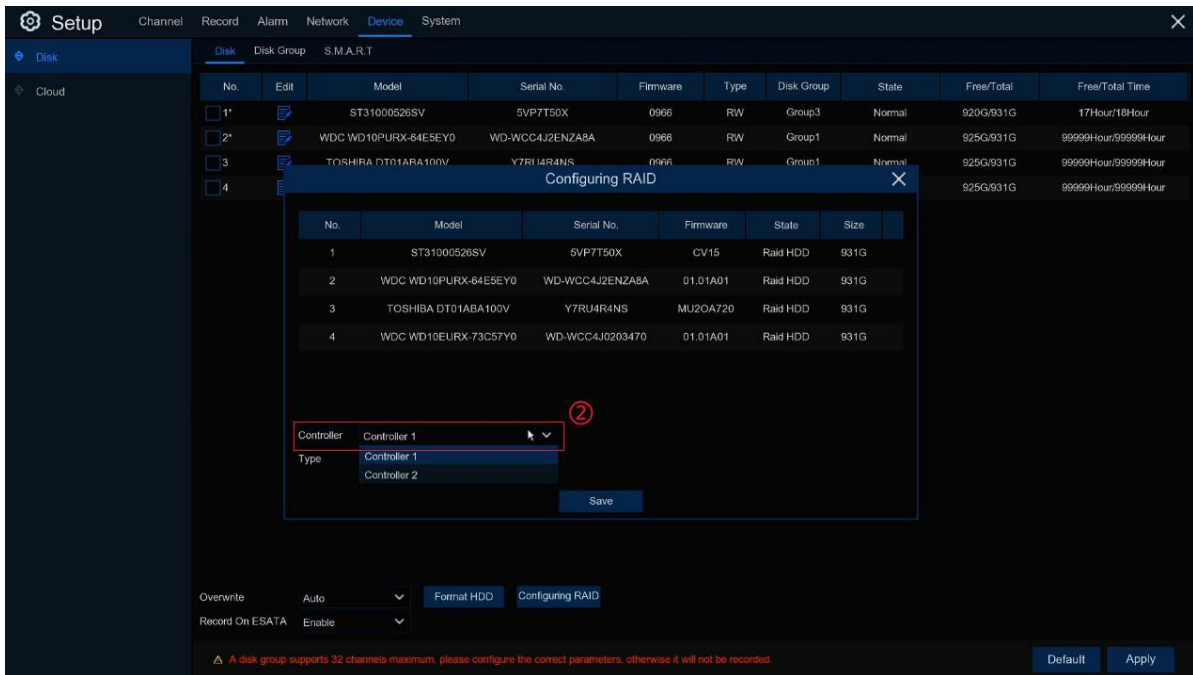 Setup Channel Record Alarm Network Device System
Disk Disk Disk Group S.M.A.R.T
Cloud
No. Edit Model Serial No. Firmware Type Disk Group State Free/Total Free/Total Time
1* ST31000526SV 5VP7T50X 0966 RW Group3 Normal 920G/931G 17Hour/18Hour
2* WDC WD10PURX-64E5EY0 WD-WCC4J2ENZA8A 0966 RW Group1 Normal 925G/931G 99999Hour/99999Hour
3 TOSHIBA DT01ABA100V Y7RU4R4NS 0966 RW Group1 Normal 925G/931G 99999Hour/99999Hour
4 925G/931G 99999Hour/99999Hour
Configuring RAID
No. Model Serial No. Firmware State Size
1 ST31000526SV 5VP7T50X CV15 Raid HDD 931G
2 WDC WD10PURX-64E5EY0 WD-WCC4J2ENZA8A 01.01A01 Raid HDD 931G
3 TOSHIBA DT01ABA100V Y7RU4R4NS MU2OA720 Raid HDD 931G
4 WDC WD10EURX-73C57Y0 WD-WCC4J0203470 01.01A01 Raid HDD 931G
②
Controller Controller 1
Type Controller 1
Controller 2
Save
Overwrite Auto Format HDD Configuring RAID
Record On ESATA Enable
A disk group supports 32 channels maximum, please configure the correct parameters, otherwise it will not be recorded.
Default Apply